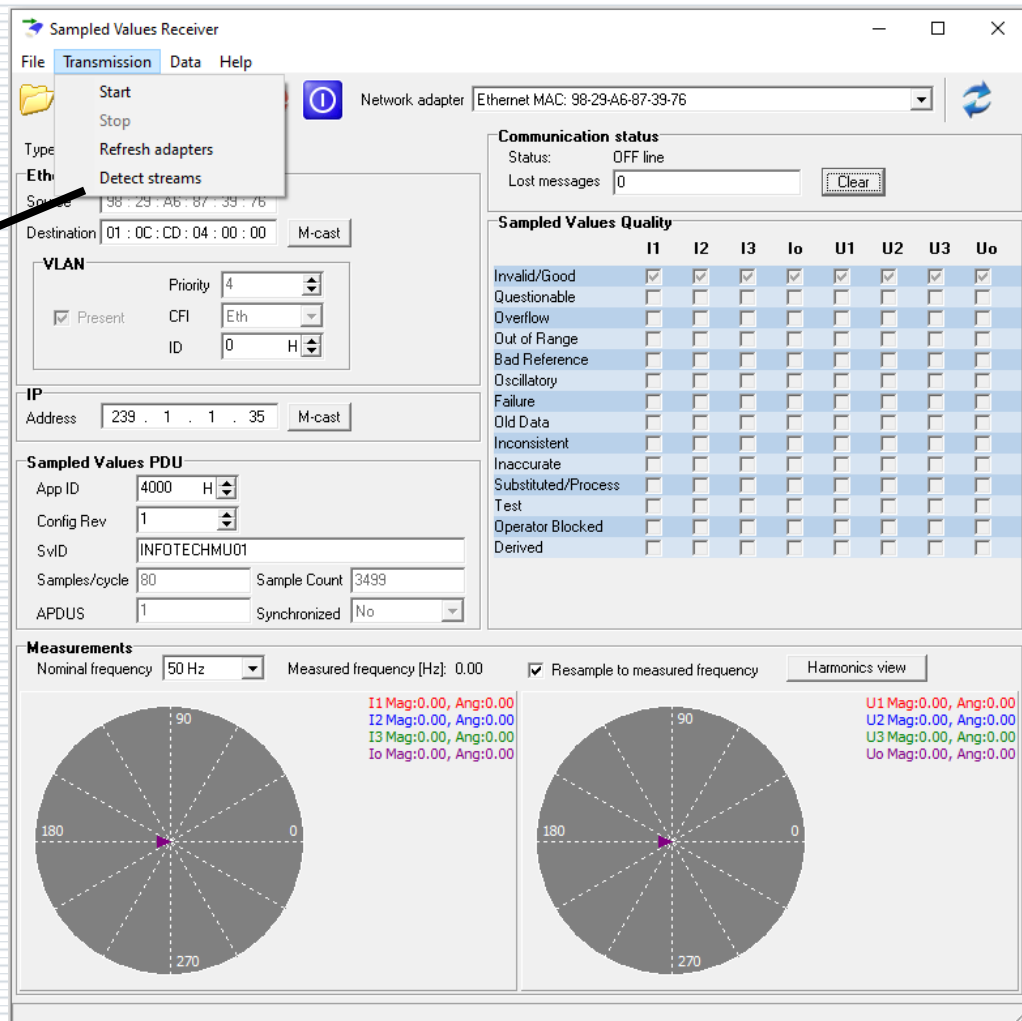 Sampled Values Receiver
File Transmission Data Help
Start
Stop
Refresh adapters
Detect streams
Network adapter Ethernet MAC: 98-29-A6-87-39-76
Type
Communication status
Status: OFF line
Lost messages 0 Clear
Source 98 : 29 : A6 : 87 : 39 : 76
Destination 01 : 0C : CD : 04 : 00 : 00 M-cast
VLAN
Priority 4
Present CFI Eth
ID 0 H
IP
Address 239 . 1 . 1 . 35 M-cast
Sampled Values PDU
App ID 4000 H
Config Rev 1
SvID INFOTECHMU01
Samples/cycle 80 Sample Count 3499
APDUS 1 Synchronized No
Sampled Values Quality
I1 I2 I3 Io U1 U2 U3 Uo
Invalid/Good
Questionable
Overflow
Out of Range
Bad Reference
Oscillatory
Failure
Old Data
Inconsistent
Inaccurate
Substituted/Process
Test
Operator Blocked
Derived
Measurements
Nominal frequency 50 Hz Measured frequency [Hz]: 0.00 Resample to measured frequency Harmonics view
I1 Mag:0.00, Ang:0.00
I2 Mag:0.00, Ang:0.00
I3 Mag:0.00, Ang:0.00
Io Mag:0.00, Ang:0.00
90
180 0
270
U1 Mag:0.00, Ang:0.00
U2 Mag:0.00, Ang:0.00
U3 Mag:0.00, Ang:0.00
Uo Mag:0.00, Ang:0.00
90
180 0
270